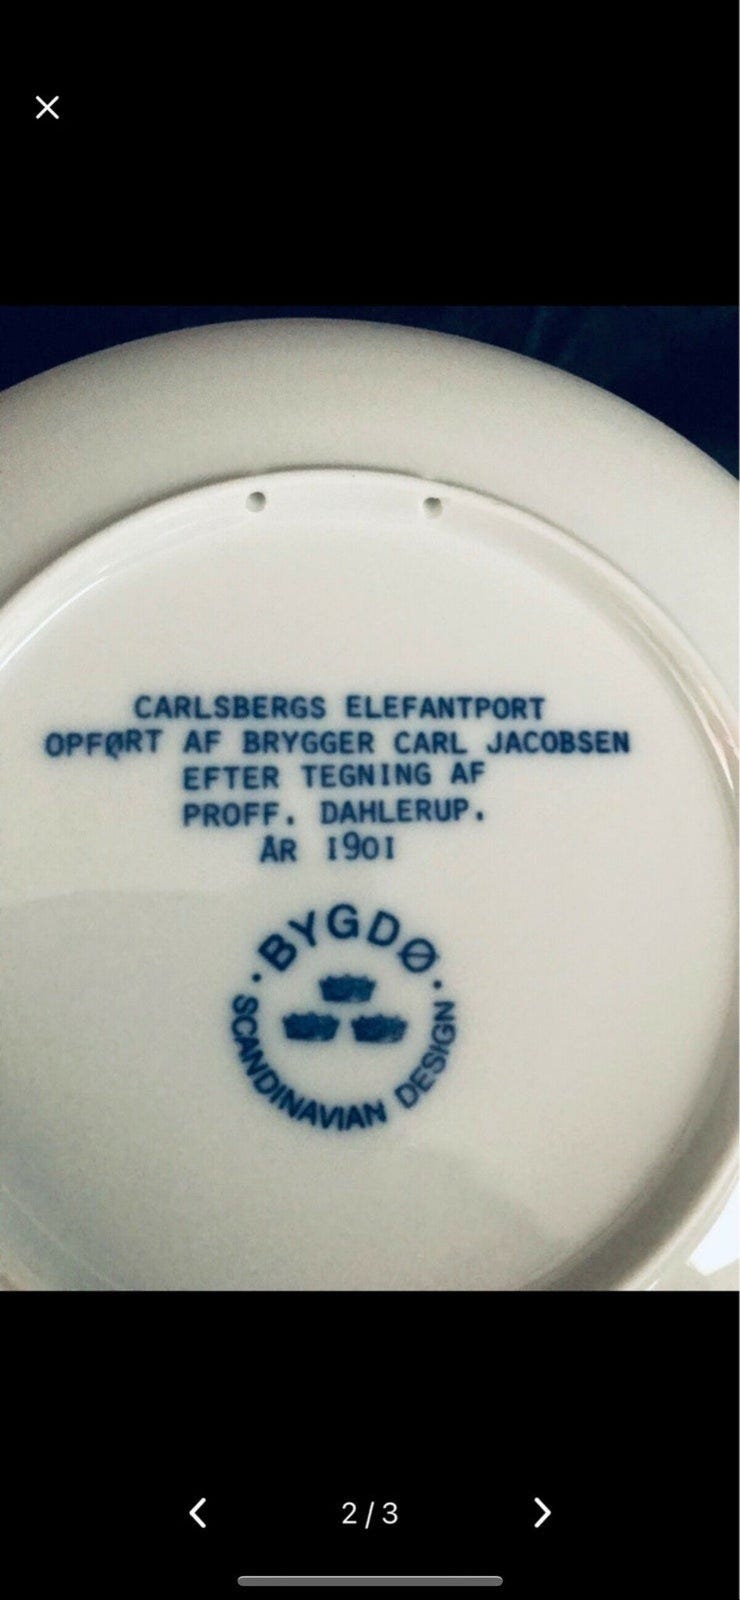 CARLSBERGS ELEFANTPORT
OPFØRT AF BRYGGER CARL JACOBSEN
EFTER TEGNING AF
PROFF. DAHLERUP.
ÅR 1901
· BYGDØ ·
SCANDINAVIAN DESIGN
2/3